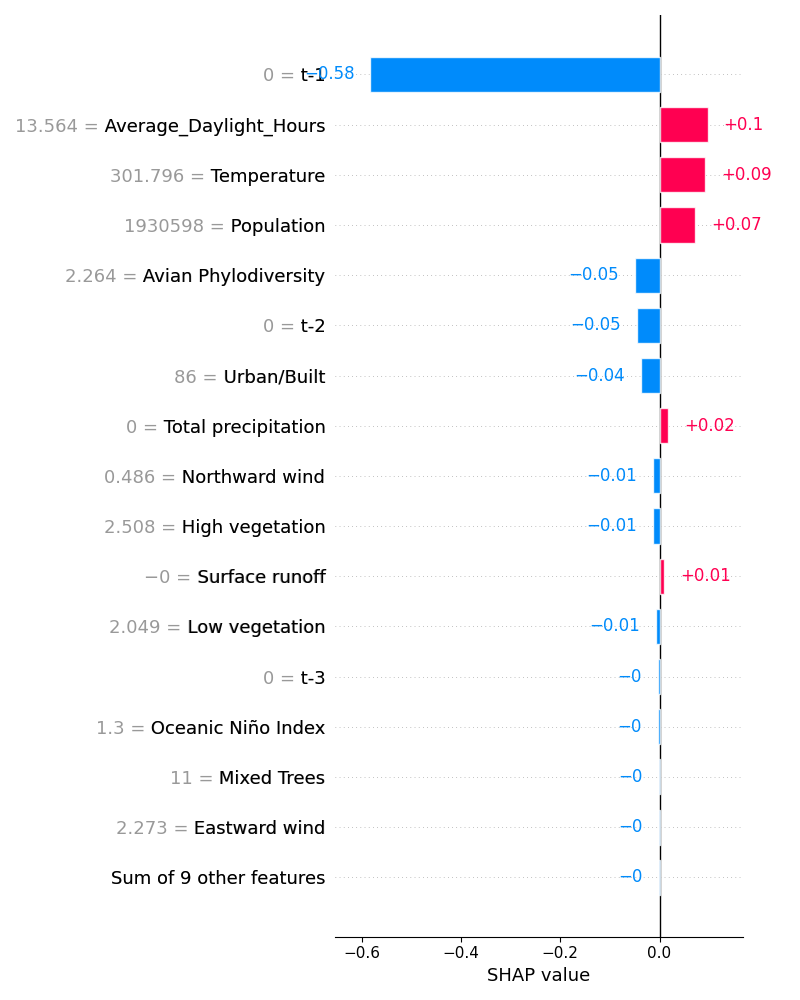 0 = t-1 −0.58
13.564 = Average_Daylight_Hours +0.1
301.796 = Temperature +0.09
1930598 = Population +0.07
2.264 = Avian Phylodiversity −0.05
0 = t-2 −0.05
86 = Urban/Built −0.04
0 = Total precipitation +0.02
0.486 = Northward wind −0.01
2.508 = High vegetation −0.01
−0 = Surface runoff +0.01
2.049 = Low vegetation −0.01
0 = t-3 −0
1.3 = Oceanic Niño Index −0
11 = Mixed Trees −0
2.273 = Eastward wind −0
Sum of 9 other features −0
−0.6 −0.4 −0.2 0.0
SHAP value